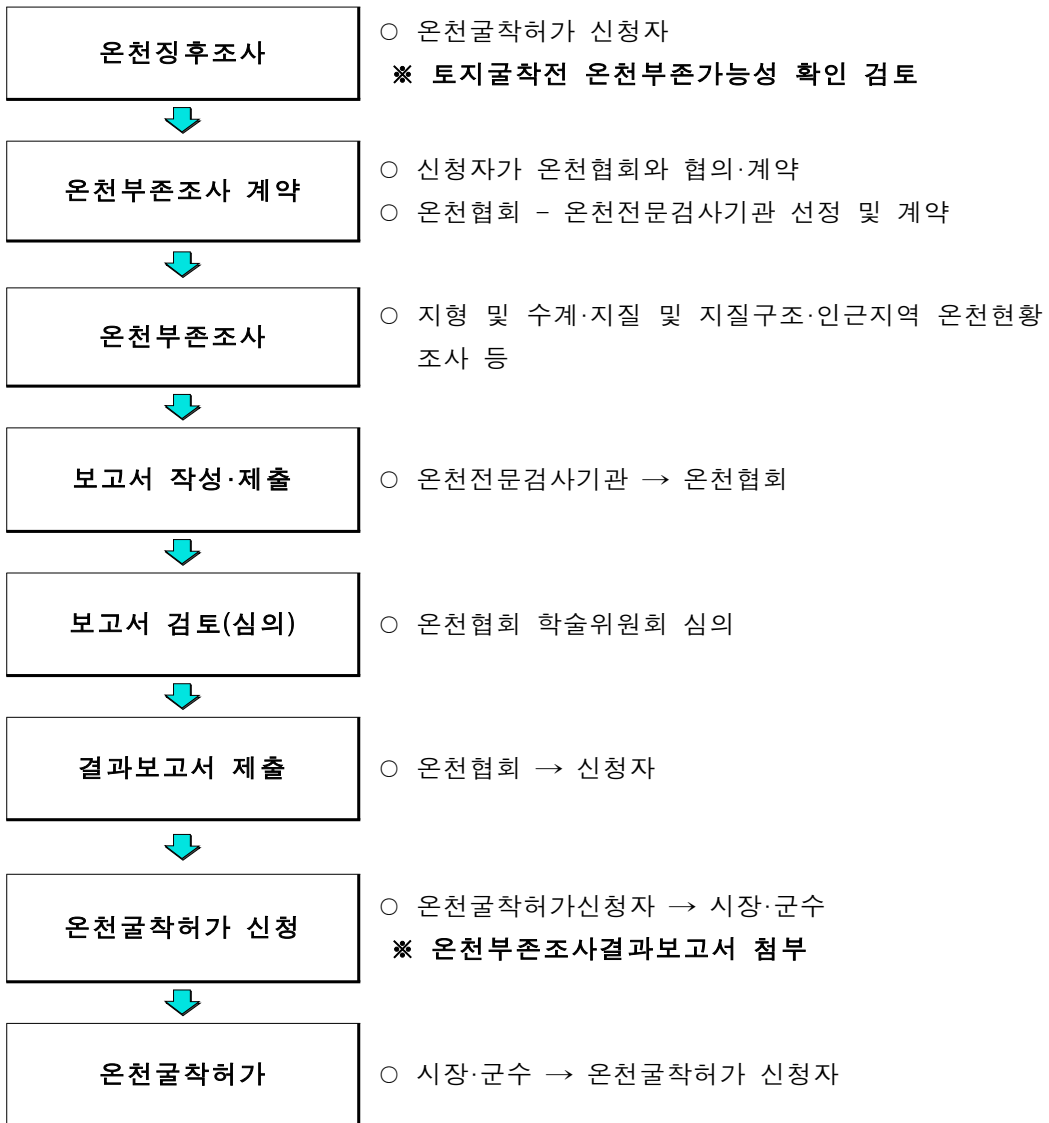 온천징후조사
○ 온천굴착허가 신청자
※ 토지굴착전 온천부존가능성 확인 검토
온천부존조사 계약
○ 신청자가 온천협회와 협의·계약
○ 온천협회 – 온천전문검사기관 선정 및 계약
온천부존조사
○ 지형 및 수계·지질 및 지질구조·인근지역 온천현황
조사 등
보고서 작성·제출
○ 온천전문검사기관 → 온천협회
보고서 검토(심의)
○ 온천협회 학술위원회 심의
결과보고서 제출
○ 온천협회 → 신청자
온천굴착허가 신청
○ 온천굴착허가신청자 → 시장·군수
※ 온천부존조사결과보고서 첨부
온천굴착허가
○ 시장·군수 → 온천굴착허가 신청자